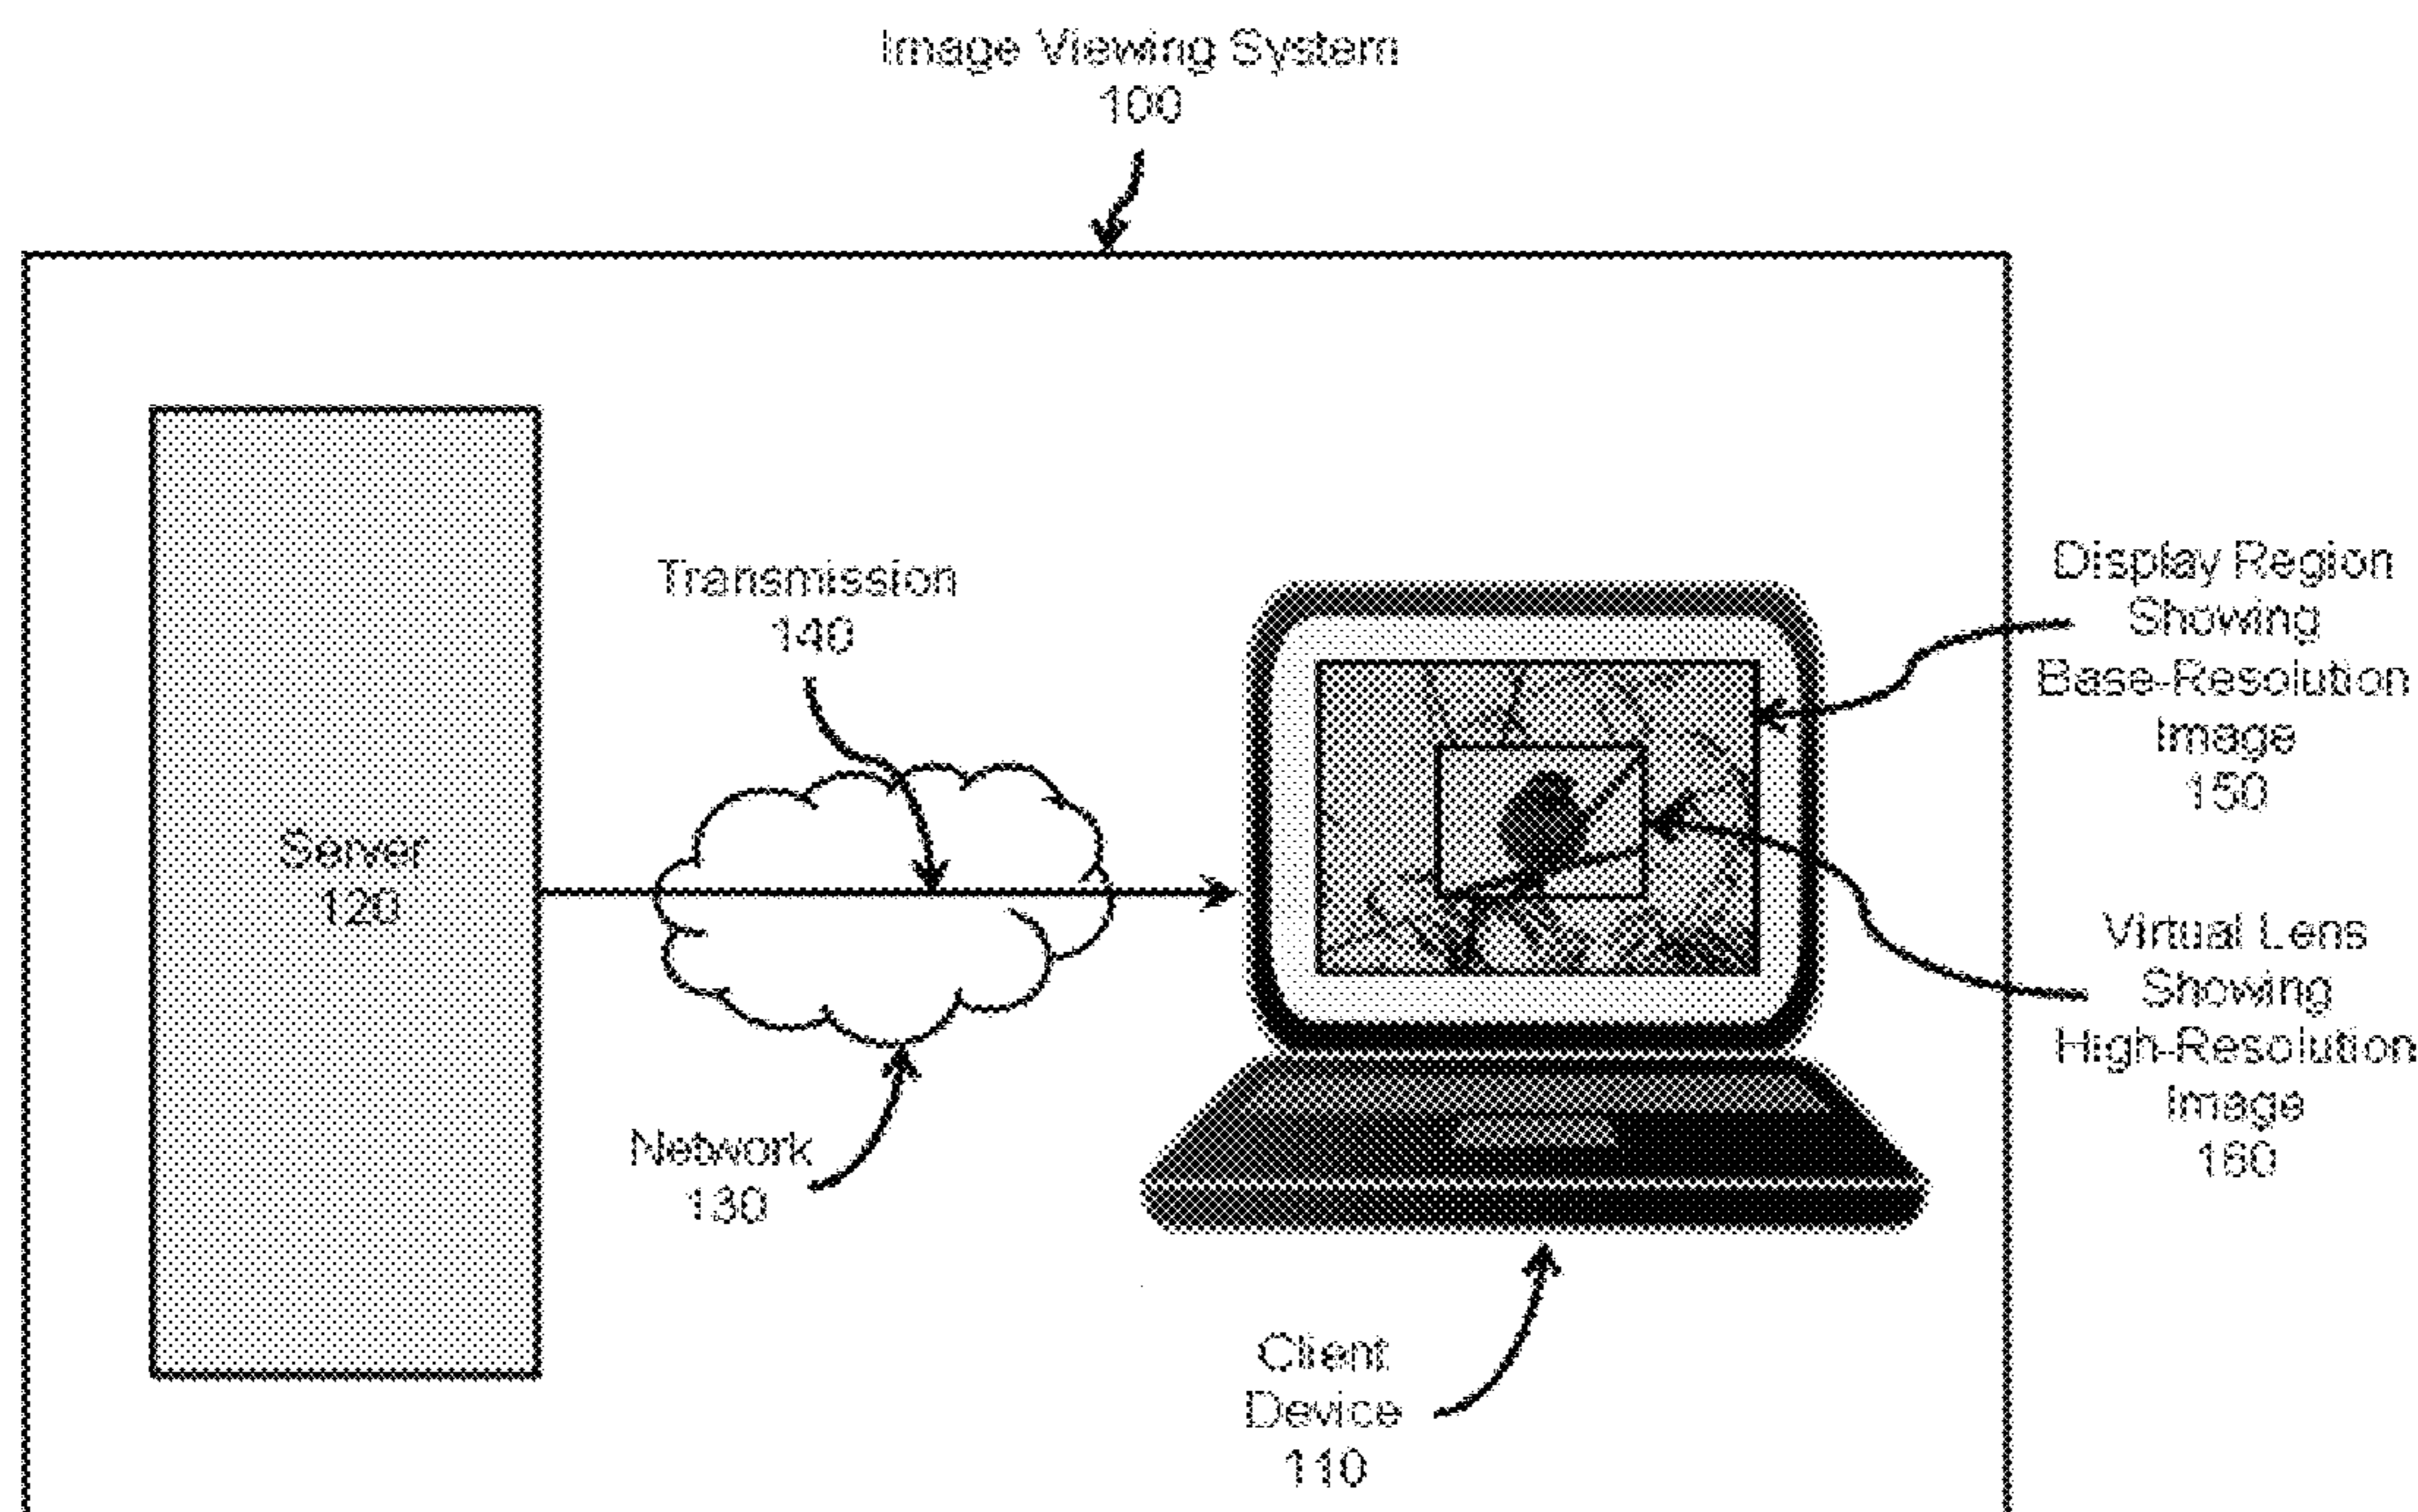 Image Viewing System
100
Transmission
140
Server
120
Network
130
Client
Device
110
Display Region
Showing
Base-Resolution
Image
150
Virtual Lens
Showing
High-Resolution
Image
160